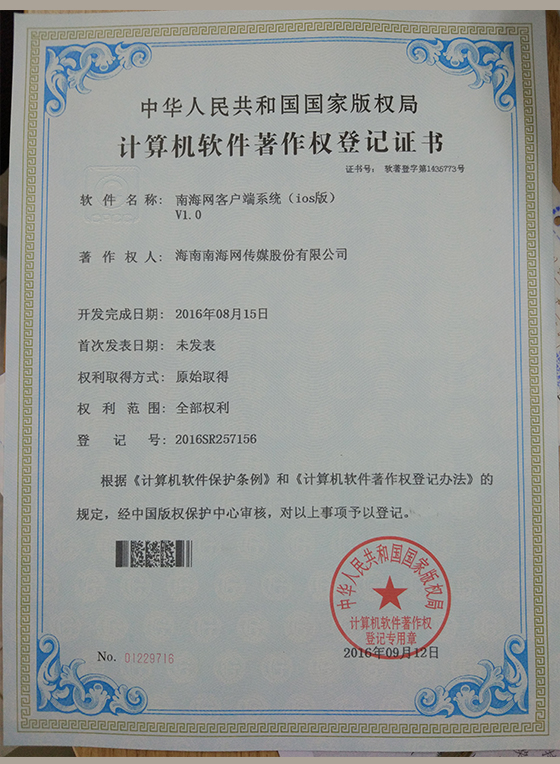 中华人民共和国国家版权局
计算机软件著作权登记证书
证书号： 软著登字第1435773号
软件名称： 南海网客户端系统（ios版）
V1.0
著作权人： 海南南海网传媒股份有限公司
开发完成日期： 2016年08月15日
首次发表日期： 未发表
权利取得方式： 原始取得
权利范围： 全部权利
登记号： 2016SR257156
根据《计算机软件保护条例》和《计算机软件著作权登记办法》的
规定，经中国版权保护中心审核，对以上事项予以登记。
中华人民共和国国家版权局
计算机软件著作权
登记专用章
No. 01229716
2016年09月12日